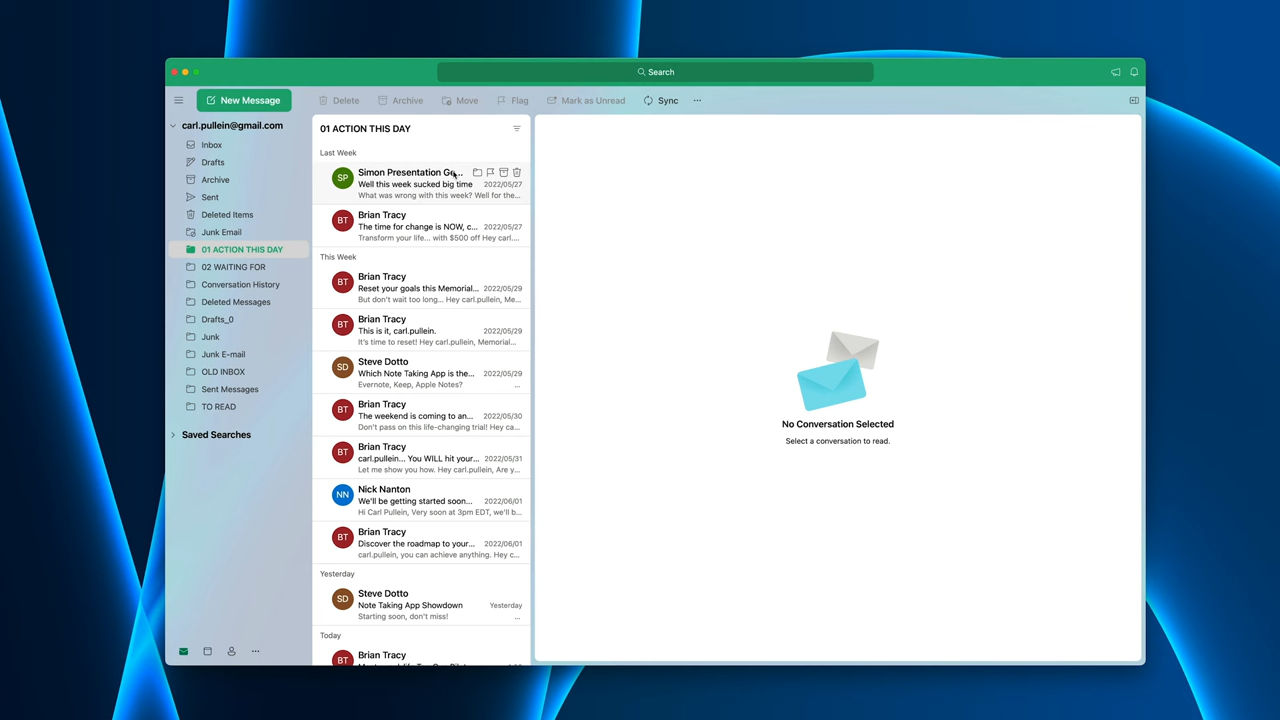 Search
New Message
Delete
Archive
Move
Flag
Mark as Unread
Sync
carl.pullein@gmail.com
Inbox
Drafts
Archive
Sent
Deleted Items
Junk Email
01 ACTION THIS DAY
02 WAITING FOR
Conversation History
Deleted Messages
Drafts_0
Junk
Junk E-mail
OLD INBOX
Sent Messages
TO READ
Saved Searches
01 ACTION THIS DAY
Last Week
SP
Simon Presentation Ge...
Well this week sucked big time 2022/05/27
What was wrong with this week? Well for the...
BT
Brian Tracy
The time for change is NOW, c... 2022/05/27
Transform your life... with $500 off Hey carl....
This Week
BT
Brian Tracy
Reset your goals this Memorial... 2022/05/29
But don't wait too long... Hey carl.pullein, Me...
BT
Brian Tracy
This is it, carl.pullein. 2022/05/29
It's time to reset! Hey carl.pullein, Memorial...
SD
Steve Dotto
Which Note Taking App is the... 2022/05/29
Evernote, Keep, Apple Notes? ...
BT
Brian Tracy
The weekend is coming to an... 2022/05/30
Don't pass on this life-changing trial! Hey ca...
BT
Brian Tracy
carl.pullein... You WILL hit your... 2022/05/31
Let me show you how. Hey carl.pullein, Are y...
NN
Nick Nanton
We'll be getting started soon... 2022/06/01
Hi Carl Pullein, Very soon at 3pm EDT, we'll b...
BT
Brian Tracy
Discover the roadmap to your... 2022/06/01
carl.pullein, you can achieve anything. Hey c...
Yesterday
SD
Steve Dotto
Note Taking App Showdown Yesterday
Starting soon, don't miss! ...
Today
BT
Brian Tracy
No Conversation Selected
Select a conversation to read.